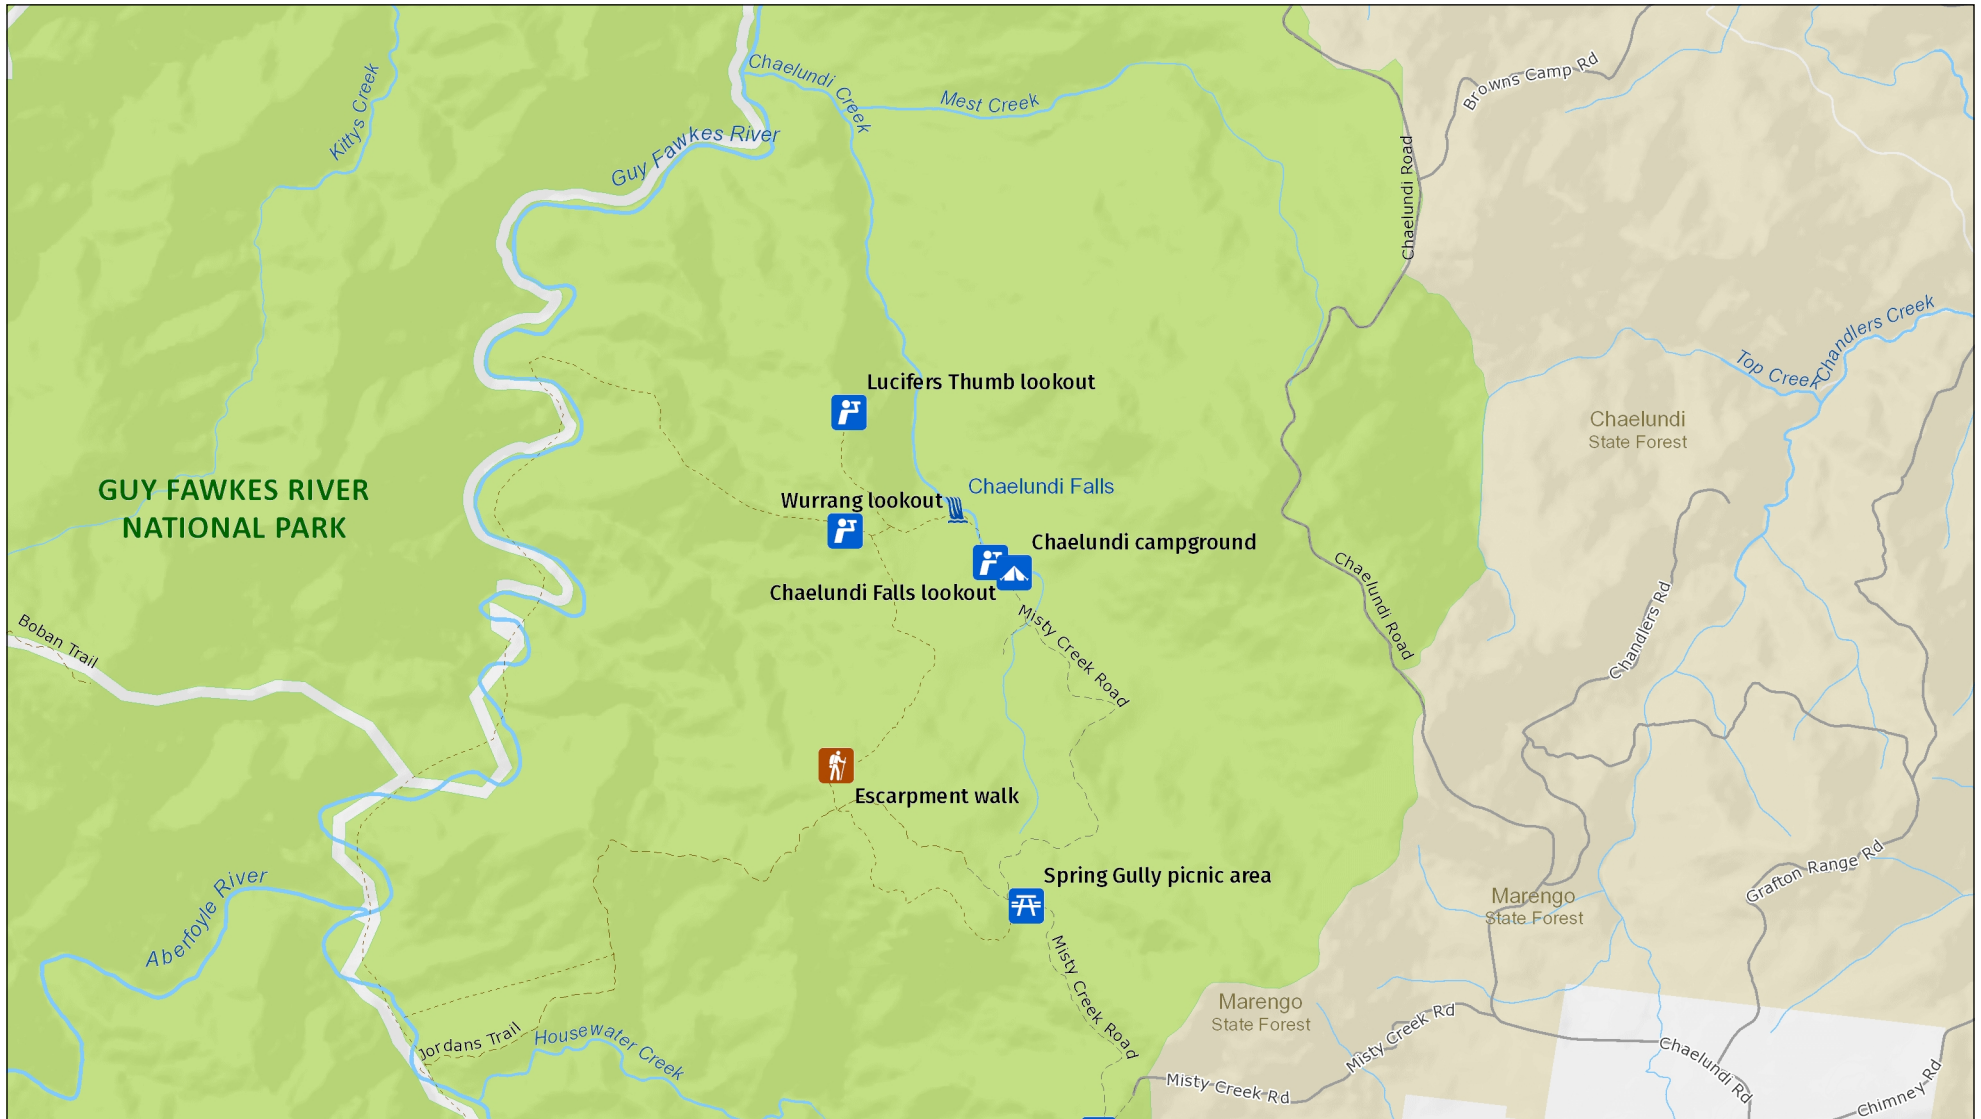 Kittys Creek
Chaelundi Creek
Mest Creek
Guy Fawkes River
Browns Camp Rd
Chaelundi Road
Chandlers Creek
Top Creek
Lucifers Thumb lookout
Chaelundi
State Forest
GUY FAWKES RIVER
NATIONAL PARK
Wurrang lookout
Chaelundi Falls
Chaelundi campground
Chaelundi Falls lookout
Chaelundi Road
Misty Creek Road
Chandlers Rd
Boban Trail
Escarpment walk
Spring Gully picnic area
Grafton Range Rd
Marengo
State Forest
Aberfoyle River
Misty Creek Road
Marengo
State Forest
Jordans Trail
Housewater Creek
Misty Creek Rd
Misty Creek Rd
Chaelundi Rd
Chimney Rd